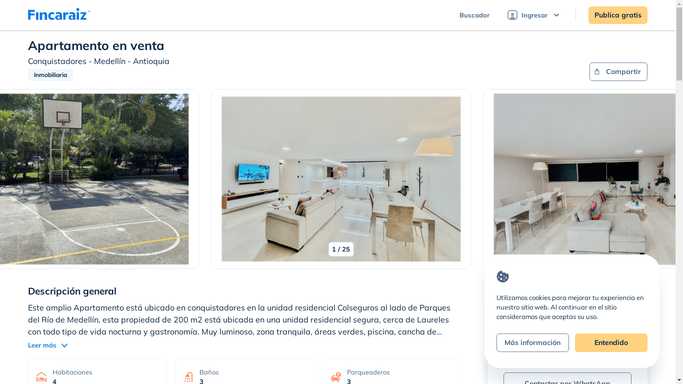 Fincaraiz
Buscador
Ingresar
Publica gratis
Apartamento en venta
Conquistadores - Medellín - Antioquia
Inmobiliaria
Compartir
1 / 25
Descripción general
Este amplio Apartamento está ubicado en conquistadores en la unidad residencial Colseguros al lado de Parques
del Río de Medellín, esta propiedad de 200 m2 está ubicada en una unidad residencial segura, cerca de Laureles
con todo tipo de vida nocturna y gastronomía. Muy luminoso, zona tranquila, áreas verdes, piscina, cancha de...
Leer más
Habitaciones
4
Baños
3
Parqueaderos
3
Utilizamos cookies para mejorar tu experiencia en
nuestro sitio web. Al continuar en el sitio
consideramos que aceptas su uso.
Más información
Entendido
Contactar por WhatsApp